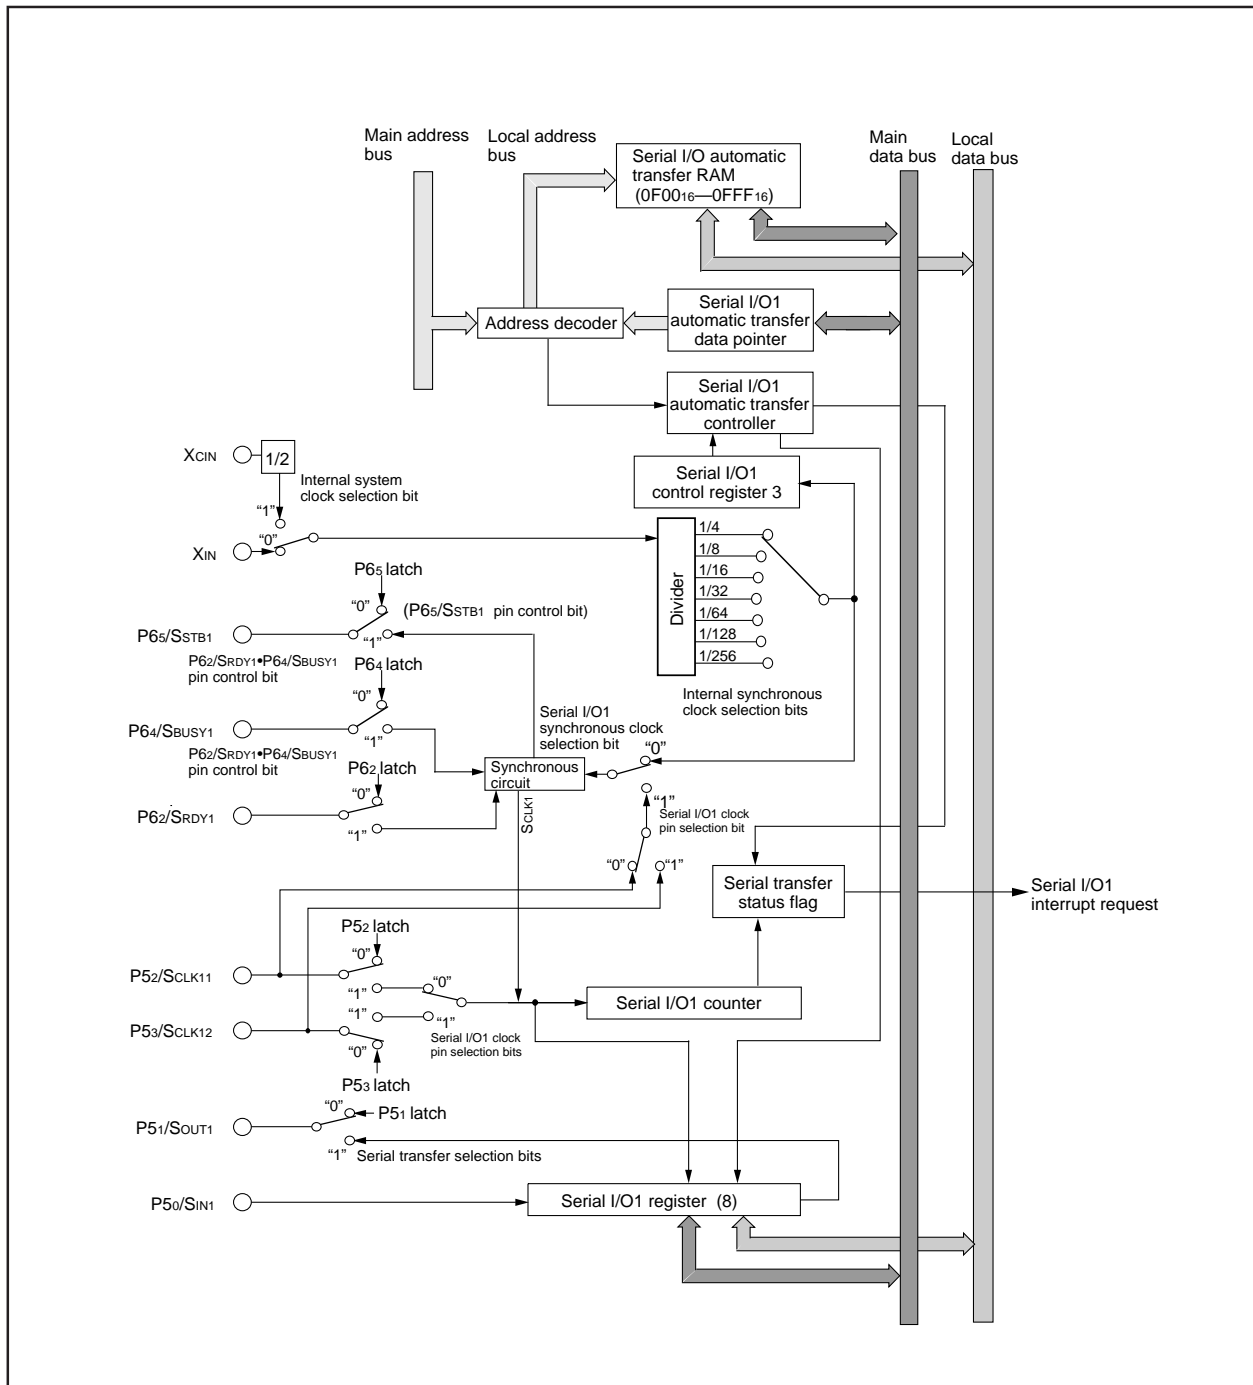 Main address
bus
Local address
bus
Serial I/O automatic
transfer RAM
(0F0016—0FFF16)
Main
data bus
Local
data bus
Address decoder
Serial I/O1
automatic transfer
data pointer
Serial I/O1
automatic transfer
controller
XCIN
1/2
Internal system
clock selection bit
Serial I/O1
control register 3
“1”
“0”
XIN
Divider
1/4
1/8
1/16
1/32
1/64
1/128
1/256
Internal synchronous
clock selection bits
P65 latch
“0”
(P65/SSTB1 pin control bit)
P65/SSTB1
“1”
P62/SRDY1•P64/SBUSY1
pin control bit
P64 latch
“0”
P64/SBUSY1
“1”
Serial I/O1
synchronous clock
selection bit
“0”
P62/SRDY1•P64/SBUSY1
pin control bit
Synchronous
circuit
P62 latch
“0”
P62/SRDY1
“1”
SCLK1
“1”
Serial I/O1 clock
pin selection bit
“0”
“1”
Serial transfer
status flag
Serial I/O1
interrupt request
P52 latch
“0”
P52/SCLK11
“1”
“0”
Serial I/O1 counter
P53/SCLK12
“1”
“1”
Serial I/O1 clock
pin selection bits
“0”
P53 latch
“0”
P51 latch
P51/SOUT1
“1”
Serial transfer selection bits
P50/SIN1
Serial I/O1 register (8)